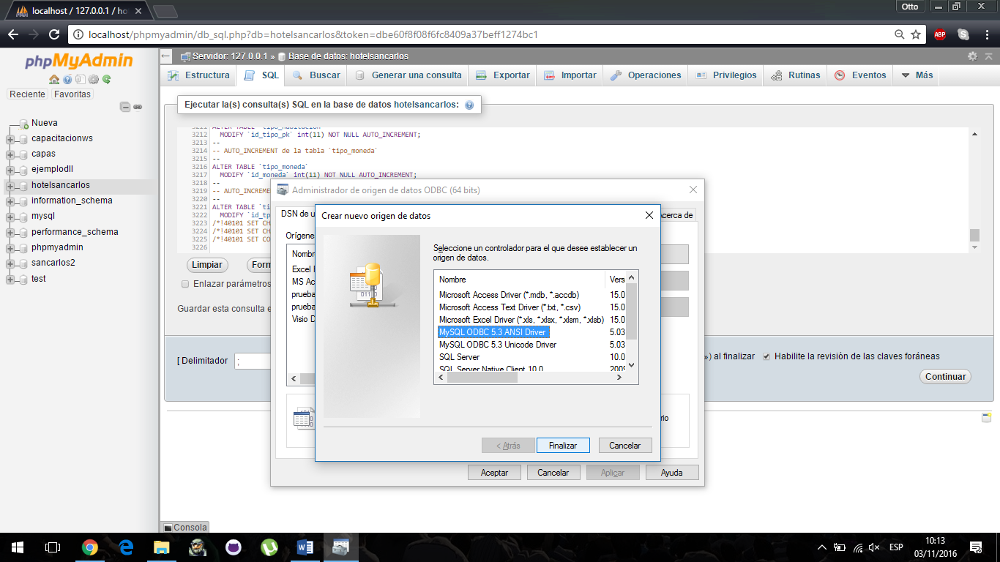 localhost / 127.0.0.1 / ho
Otto
localhost/phpmyadmin/db_sql.php?db=hotelsancarlos&token=dbe60f8f08f6fc8409a37beff1274bc1
ABP
phpMyAdmin
Reciente Favoritas
Nueva
capacitacionws
capas
ejemplodll
hotelsancarlos
information_schema
mysql
performance_schema
phpmyadmin
sancarlos2
test
Servidor: 127.0.0.1 » Base de datos: hotelsancarlos
Estructura SQL Buscar Generar una consulta Exportar Importar Operaciones Privilegios Rutinas Eventos Más
Ejecutar la(s) consulta(s) SQL en la base de datos hotelsancarlos:
3211 ALTER TABLE `tipo_habitacion`
3212 MODIFY `id_tipo_pk` int(11) NOT NULL AUTO_INCREMENT;
3213 --
3214 -- AUTO_INCREMENT de la tabla `tipo_moneda`
3215 --
3216 ALTER TABLE `tipo_moneda`
3217 MODIFY `id_moneda` int(11) NOT NULL AUTO_INCREMENT;
3218 --
3219 -- AUTO_INCREME
3220 --
3221 ALTER TABLE `ti
3222 MODIFY `id_tp
3223 /*!40101 SET CH
3224 /*!40101 SET CH
3225 /*!40101 SET CO
3226
Limpiar Form
Enlazar parámetros
Guardar esta consulta e
[ Delimitador ;
») al finalizar Habilite la revisión de las claves foráneas
Continuar
Consola
Administrador de origen de datos ODBC (64 bits)
DSN de u
Acerca de
Orígene
Nombr
Excel F
MS Ac
prueba
prueba
Visio D
rio
Aceptar Cancelar Aplicar Ayuda
Crear nuevo origen de datos
Seleccione un controlador para el que desee establecer un
origen de datos.
Nombre Vers
Microsoft Access Driver (*.mdb, *.accdb) 15.0
Microsoft Access Text Driver (*.txt, *.csv) 15.0
Microsoft Excel Driver (*.xls, *.xlsx, *.xlsm, *.xlsb) 15.0
MySQL ODBC 5.3 ANSI Driver 5.03
MySQL ODBC 5.3 Unicode Driver 5.03
SQL Server 10.0
SQL Server Native Client 10.0 2009
< Atrás Finalizar Cancelar
ESP
10:13
03/11/2016